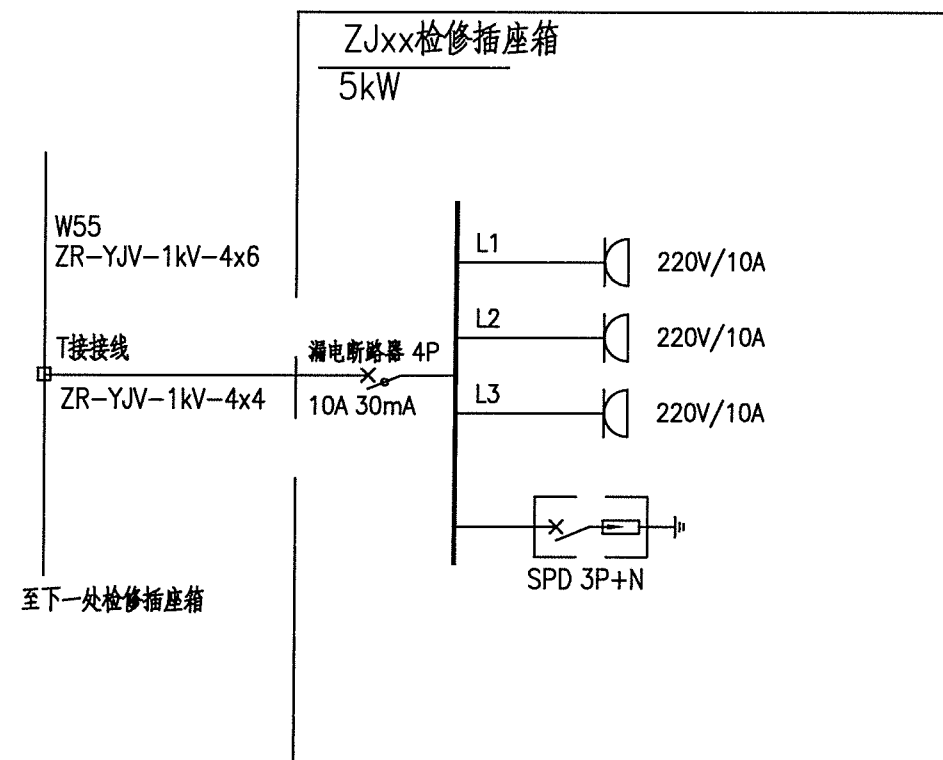 ZJxx检修插座箱
5kW
W55
ZR-YJV-1kV-4x6
T接接线
ZR-YJV-1kV-4x4
漏电断路器 4P
10A 30mA
L1
220V/10A
L2
220V/10A
L3
220V/10A
SPD 3P+N
至下一处检修插座箱